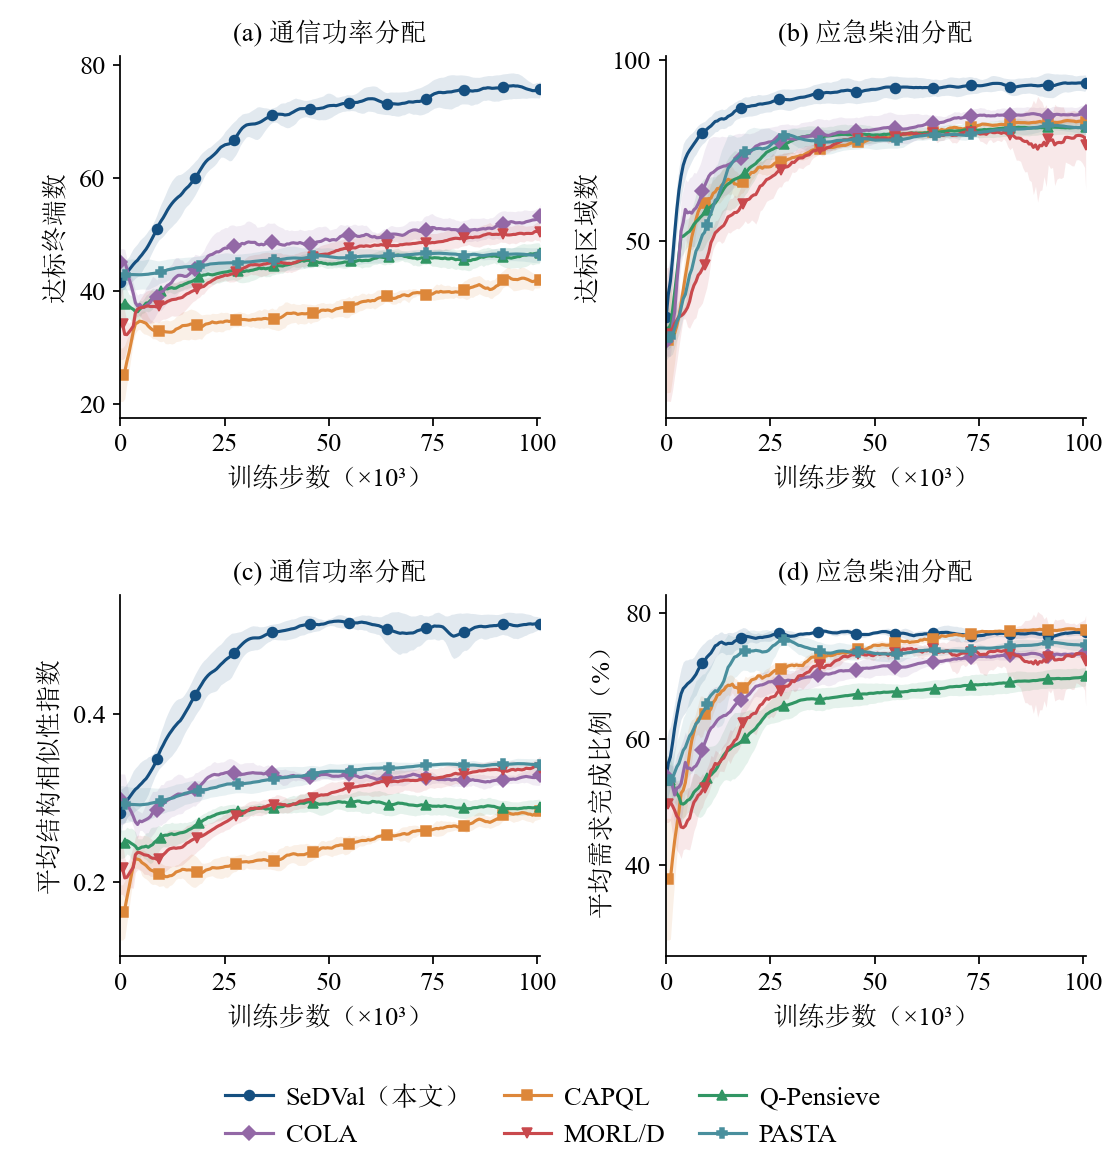 (a) 通信功率分配
(b) 应急柴油分配
80
60
40
20
达标终端数
0 25 50 75 100
训练步数（×10³）
100
50
达标区域数
0 25 50 75 100
训练步数（×10³）
(c) 通信功率分配
(d) 应急柴油分配
0.4
0.2
平均结构相似性指数
0 25 50 75 100
训练步数（×10³）
80
60
40
平均需求完成比例（%）
0 25 50 75 100
训练步数（×10³）
SeDVal（本文） CAPQL Q-Pensieve
COLA MORL/D PASTA